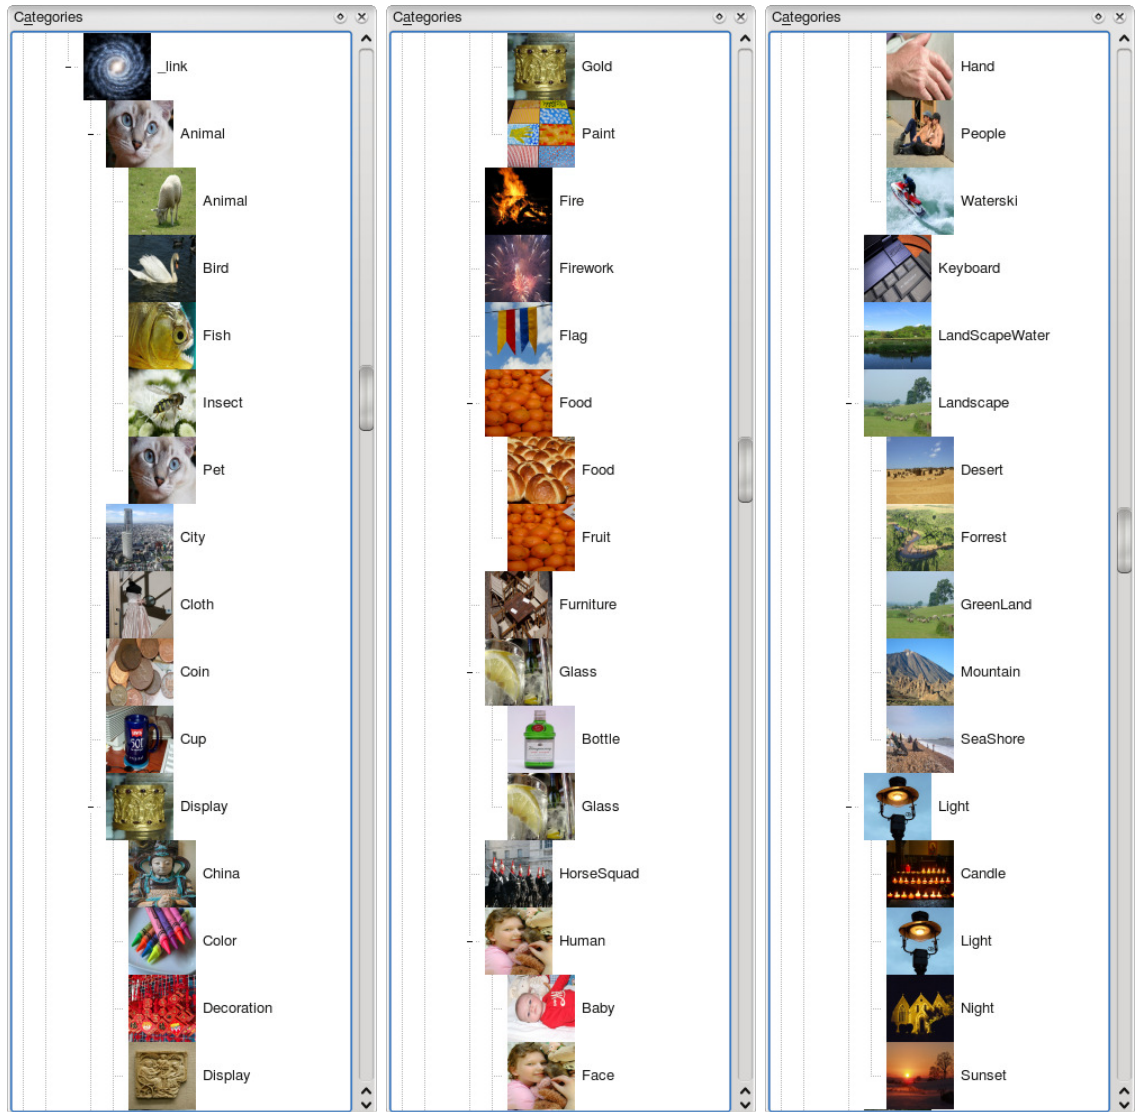 Categories
_link
Animal
Animal
Bird
Fish
Insect
Pet
City
Cloth
Coin
Cup
Display
China
Color
Decoration
Display
Categories
Gold
Paint
Fire
Firework
Flag
Food
Food
Fruit
Furniture
Glass
Bottle
Glass
HorseSquad
Human
Baby
Face
Categories
Hand
People
Waterski
Keyboard
LandScapeWater
Landscape
Desert
Forrest
GreenLand
Mountain
SeaShore
Light
Candle
Light
Night
Sunset